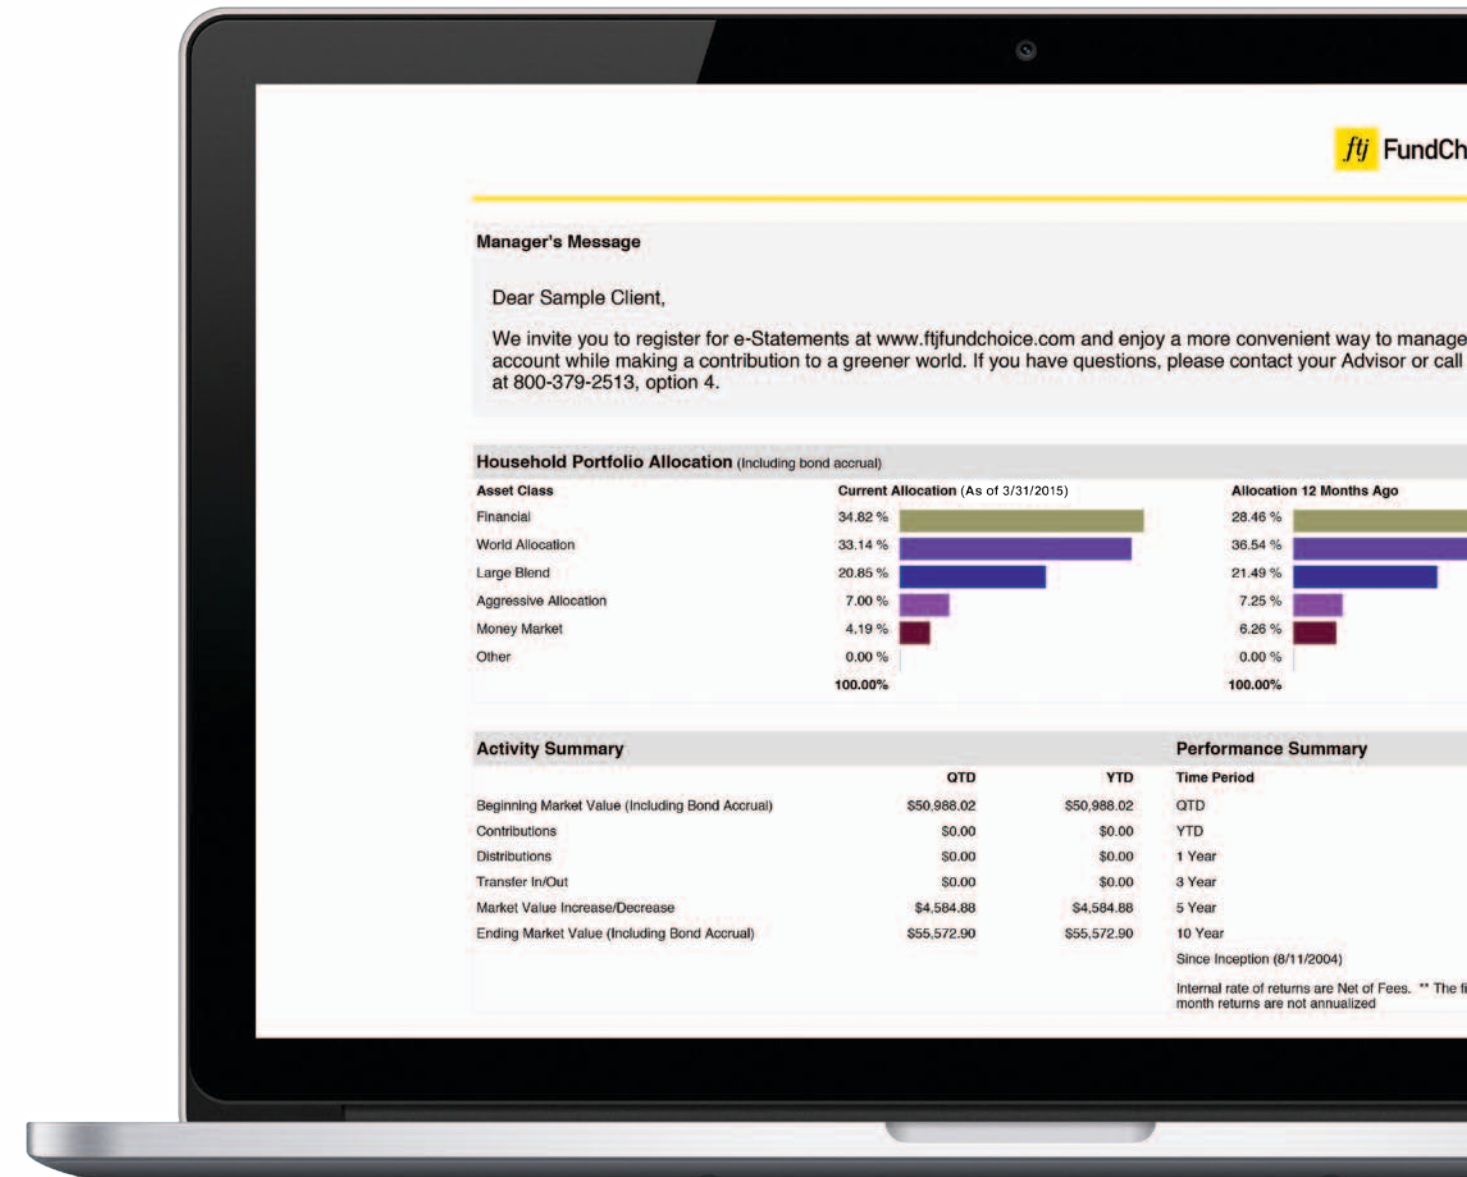 ftj FundCh
Manager's Message
Dear Sample Client,
We invite you to register for e-Statements at www.ftjfundchoice.com and enjoy a more convenient way to manage
account while making a contribution to a greener world. If you have questions, please contact your Advisor or call
at 800-379-2513, option 4.
Household Portfolio Allocation (Including bond accrual)
Asset Class Current Allocation (As of 3/31/2015) Allocation 12 Months Ago
Financial 34.82 % 28.46 %
World Allocation 33.14 % 36.54 %
Large Blend 20.85 % 21.49 %
Aggressive Allocation 7.00 % 7.25 %
Money Market 4.19 % 6.26 %
Other 0.00 % 0.00 %
100.00% 100.00%
Activity Summary
QTD YTD
Beginning Market Value (Including Bond Accrual) $50,988.02 $50,988.02
Contributions $0.00 $0.00
Distributions $0.00 $0.00
Transfer In/Out $0.00 $0.00
Market Value Increase/Decrease $4,584.88 $4,584.88
Ending Market Value (Including Bond Accrual) $55,572.90 $55,572.90
Performance Summary
Time Period
QTD
YTD
1 Year
3 Year
5 Year
10 Year
Since Inception (8/11/2004)
Internal rate of returns are Net of Fees. ** The fi
month returns are not annualized